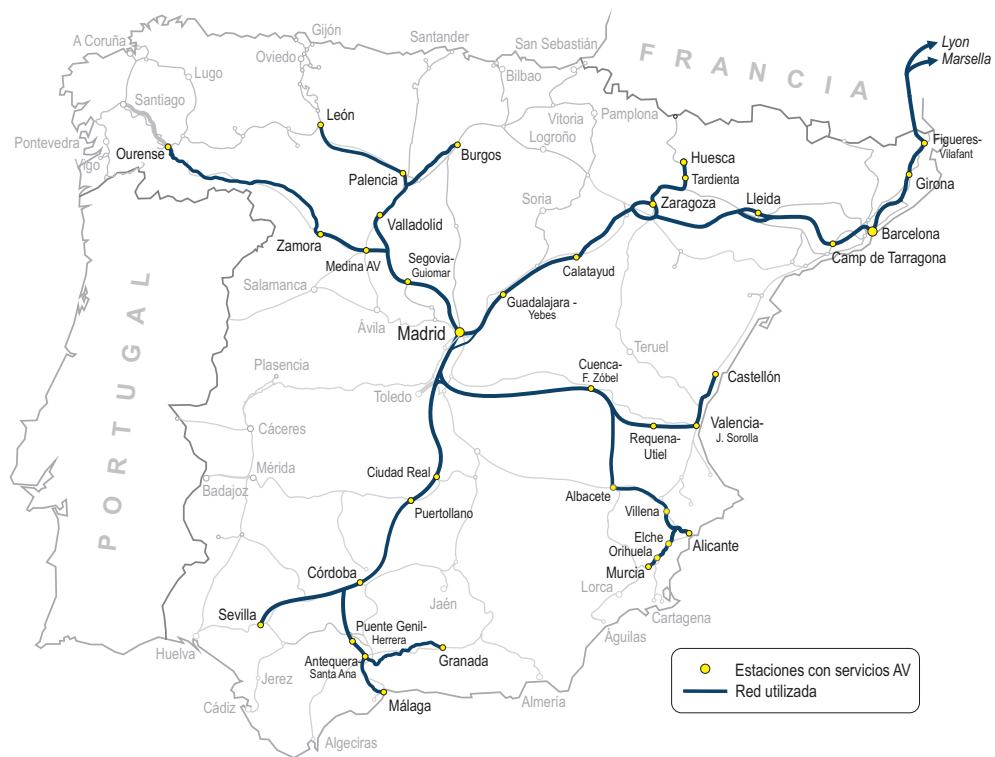 Gijón
A Coruña
Oviedo
Santander
San Sebastián
Bilbao
Lugo
Santiago
Pontevedra
Vigo
Ourense
León
Palencia
Burgos
Vitoria
Logroño
Pamplona
FRANCIA
Lyon
Marsella
Figueres-
Vilafant
Girona
Barcelona
Camp de Tarragona
Lleida
Huesca
Tardienta
Zaragoza
Soria
Calatayud
Guadalajara -
Yebes
Valladolid
Zamora
Medina AV
Segovia-
Guiomar
Salamanca
Ávila
Madrid
PORTUGAL
Plasencia
Toledo
Teruel
Cuenca-
F. Zóbel
Castellón
Valencia-
J. Sorolla
Requena-
Utiel
Cáceres
Mérida
Badajoz
Ciudad Real
Puertollano
Albacete
Villena
Elche
Orihuela
Murcia
Alicante
Lorca
Cartagena
Águilas
Córdoba
Jaén
Sevilla
Huelva
Puente Genil-
Herrera
Antequera-
Santa Ana
Granada
Málaga
Almería
Jerez
Cádiz
Algeciras
Estaciones con servicios AV
Red utilizada